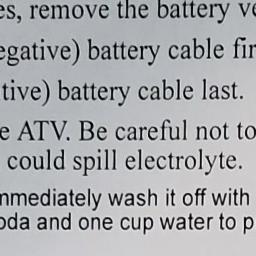 es, remove the battery ve
egative) battery cable fir
tive) battery cable last.
e ATV. Be careful not to
could spill electrolyte.
mmediately wash it off with
oda and one cup water to p